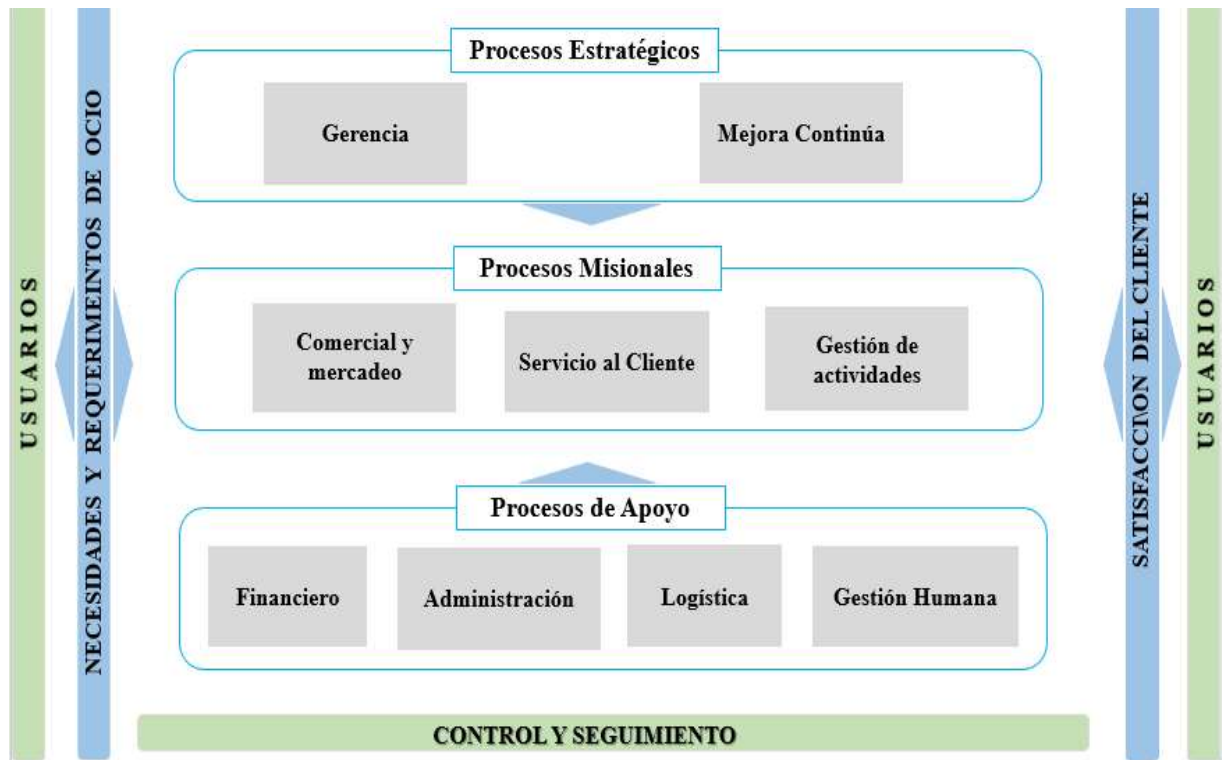 USUARIOS
NECESIDADES Y REQUERIMEINTOS DE OCIO
Procesos Estratégicos
Gerencia
Mejora Continúa
Procesos Misionales
Comercial y
mercadeo
Servicio al Cliente
Gestión de
actividades
Procesos de Apoyo
Financiero
Administración
Logística
Gestión Humana
CONTROL Y SEGUIMIENTO
SATISFACCION DEL CLIENTE
USUARIOS